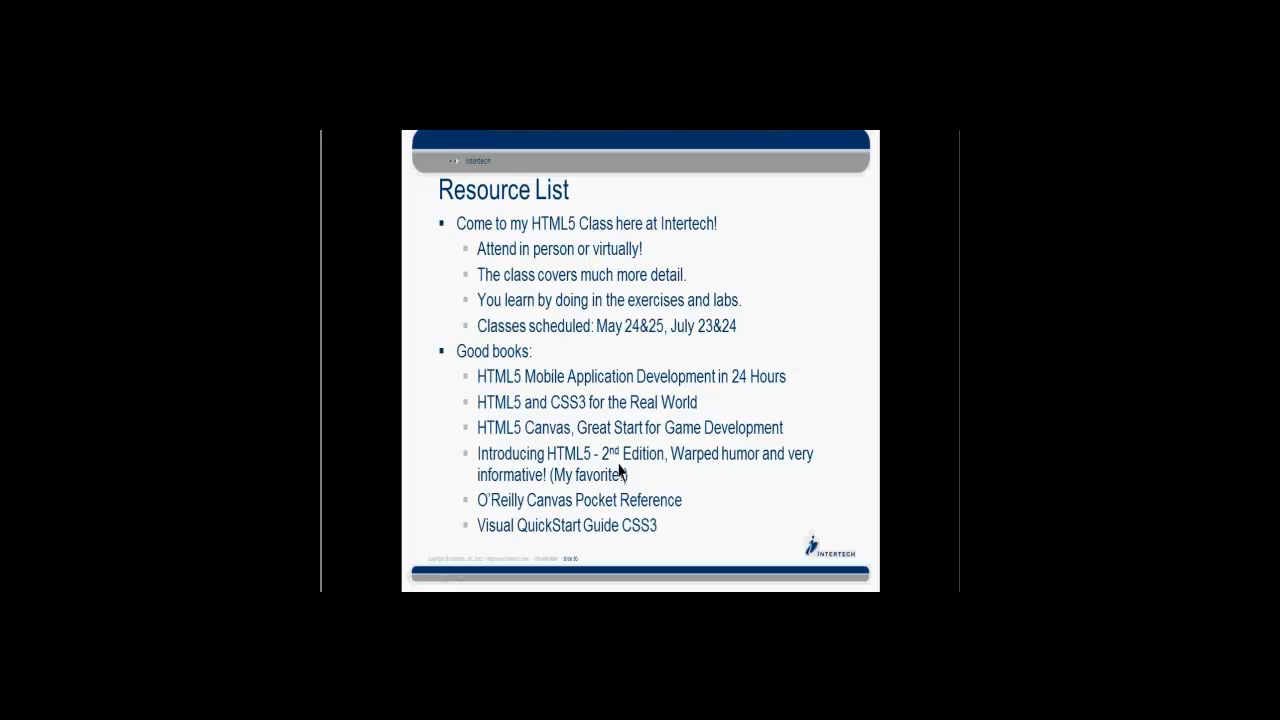 Intertech
Resource List
Come to my HTML5 Class here at Intertech!
Attend in person or virtually!
The class covers much more detail.
You learn by doing in the exercises and labs.
Classes scheduled: May 24&25, July 23&24
Good books:
HTML5 Mobile Application Development in 24 Hours
HTML5 and CSS3 for the Real World
HTML5 Canvas, Great Start for Game Development
Introducing HTML5 - 2nd Edition, Warped humor and very
informative! (My favorite!)
O'Reilly Canvas Pocket Reference
Visual QuickStart Guide CSS3
INTERTECH